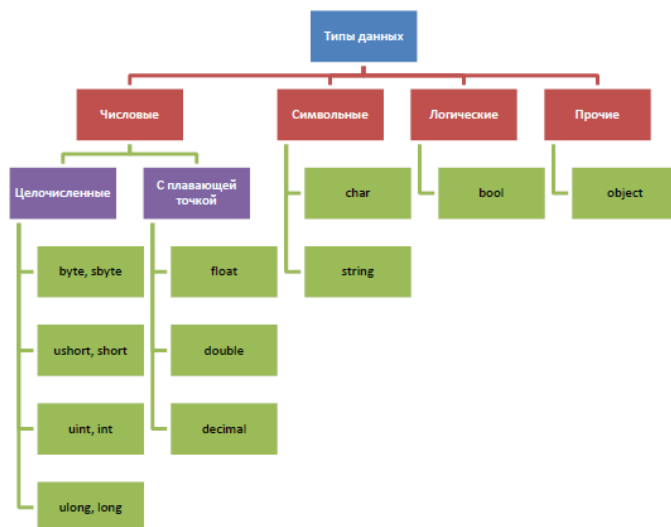 Типы данных
Числовые
Символьные
Логические
Прочие
Целочисленные
С плавающей
точкой
char
bool
object
byte, sbyte
float
string
ushort, short
double
uint, int
decimal
ulong, long